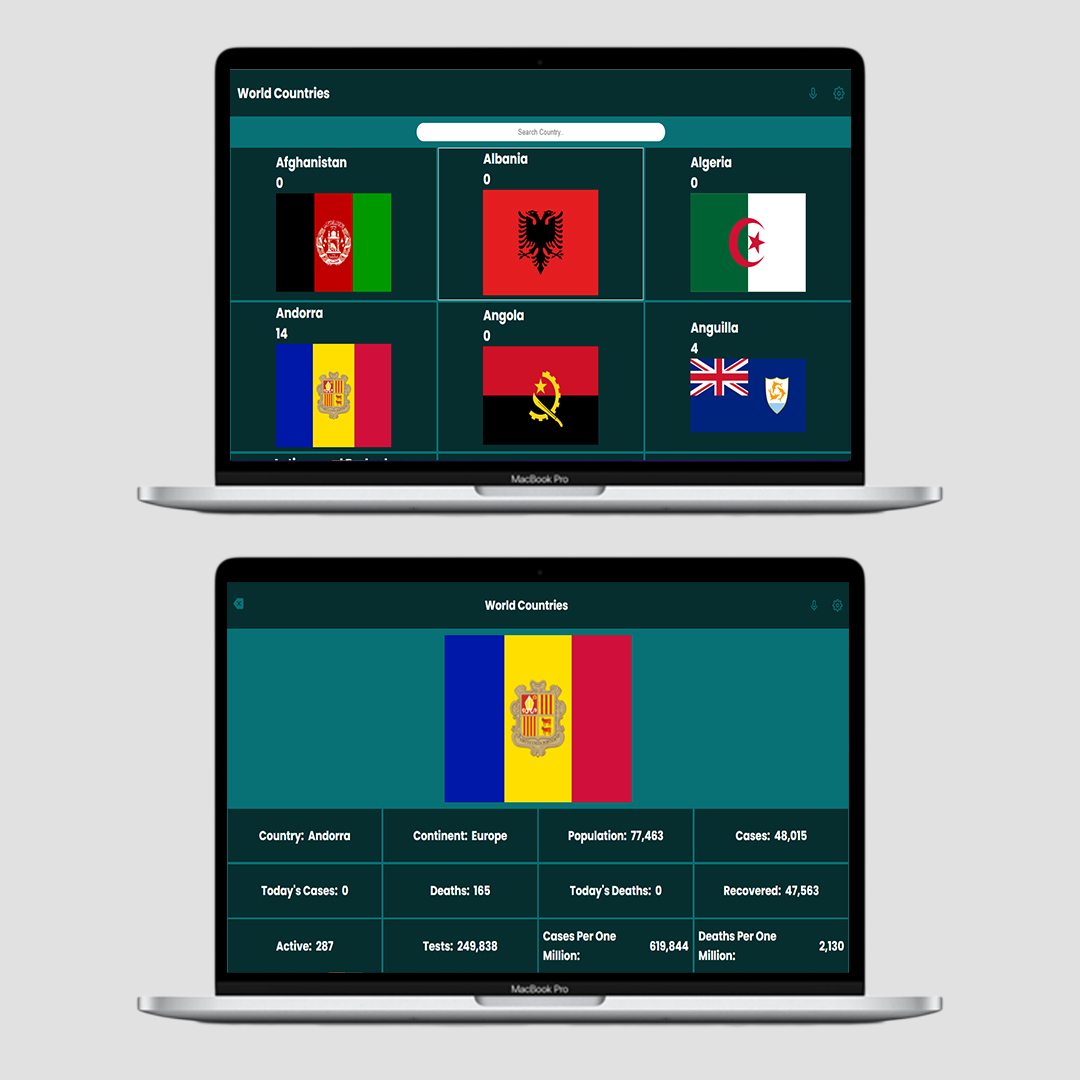 World Countries
Search Country..
Afghanistan
0
Albania
0
Algeria
0
Andorra
14
Angola
0
Anguilla
4
MacBook Pro
World Countries
Country: Andorra
Continent: Europe
Population: 77,463
Cases: 48,015
Today's Cases: 0
Deaths: 165
Today's Deaths: 0
Recovered: 47,563
Active: 287
Tests: 249,838
Cases Per One
Million:
619,844
Deaths Per One
Million:
2,130
MacBook Pro